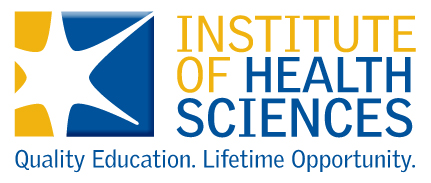 INSTITUTE
OF HEALTH
SCIENCES
Quality Education. Lifetime Opportunity.